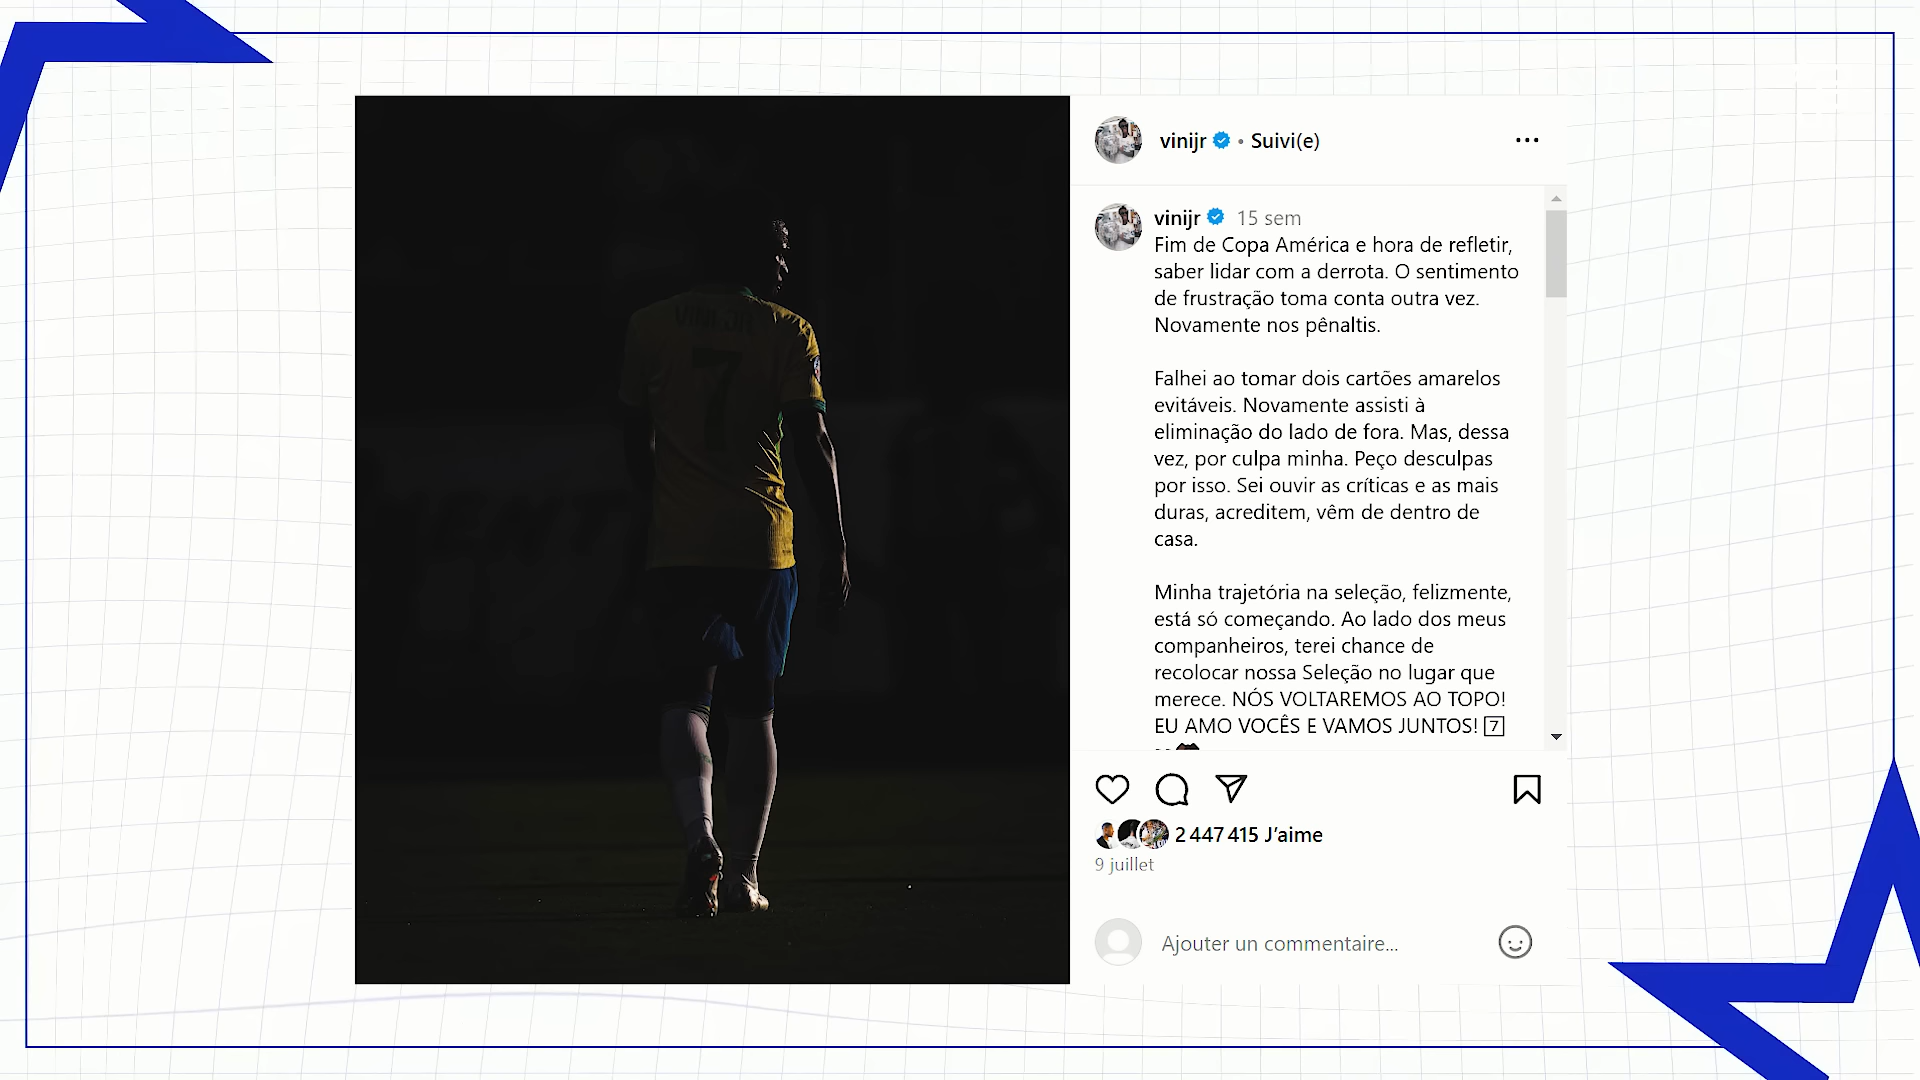 VINI JR
7
vinijr • Suivi(e)
vinijr 15 sem
Fim de Copa América e hora de refletir,
saber lidar com a derrota. O sentimento
de frustração toma conta outra vez.
Novamente nos pênaltis.
Falhei ao tomar dois cartões amarelos
evitáveis. Novamente assisti à
eliminação do lado de fora. Mas, dessa
vez, por culpa minha. Peço desculpas
por isso. Sei ouvir as críticas e as mais
duras, acreditem, vêm de dentro de
casa.
Minha trajetória na seleção, felizmente,
está só começando. Ao lado dos meus
companheiros, terei chance de
recolocar nossa Seleção no lugar que
merece. NÓS VOLTAREMOS AO TOPO!
EU AMO VOCÊS E VAMOS JUNTOS! 7
2 447 415 J’aime
9 juillet
Ajouter un commentaire...